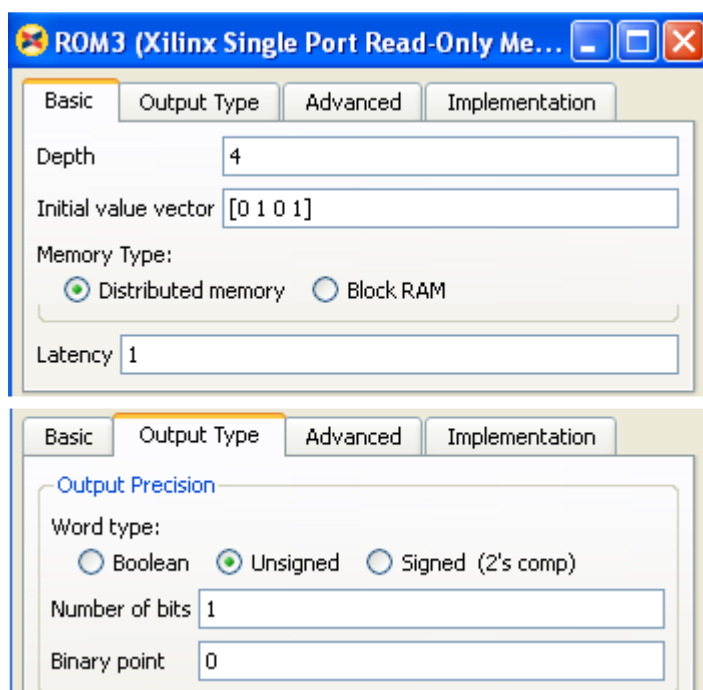 ROM3 (Xilinx Single Port Read-Only Me...
Basic Output Type Advanced Implementation
Depth 4
Initial value vector [0 1 0 1]
Memory Type:
Distributed memory Block RAM
Latency 1
Basic Output Type Advanced Implementation
Output Precision
Word type:
Boolean Unsigned Signed (2's comp)
Number of bits 1
Binary point 0